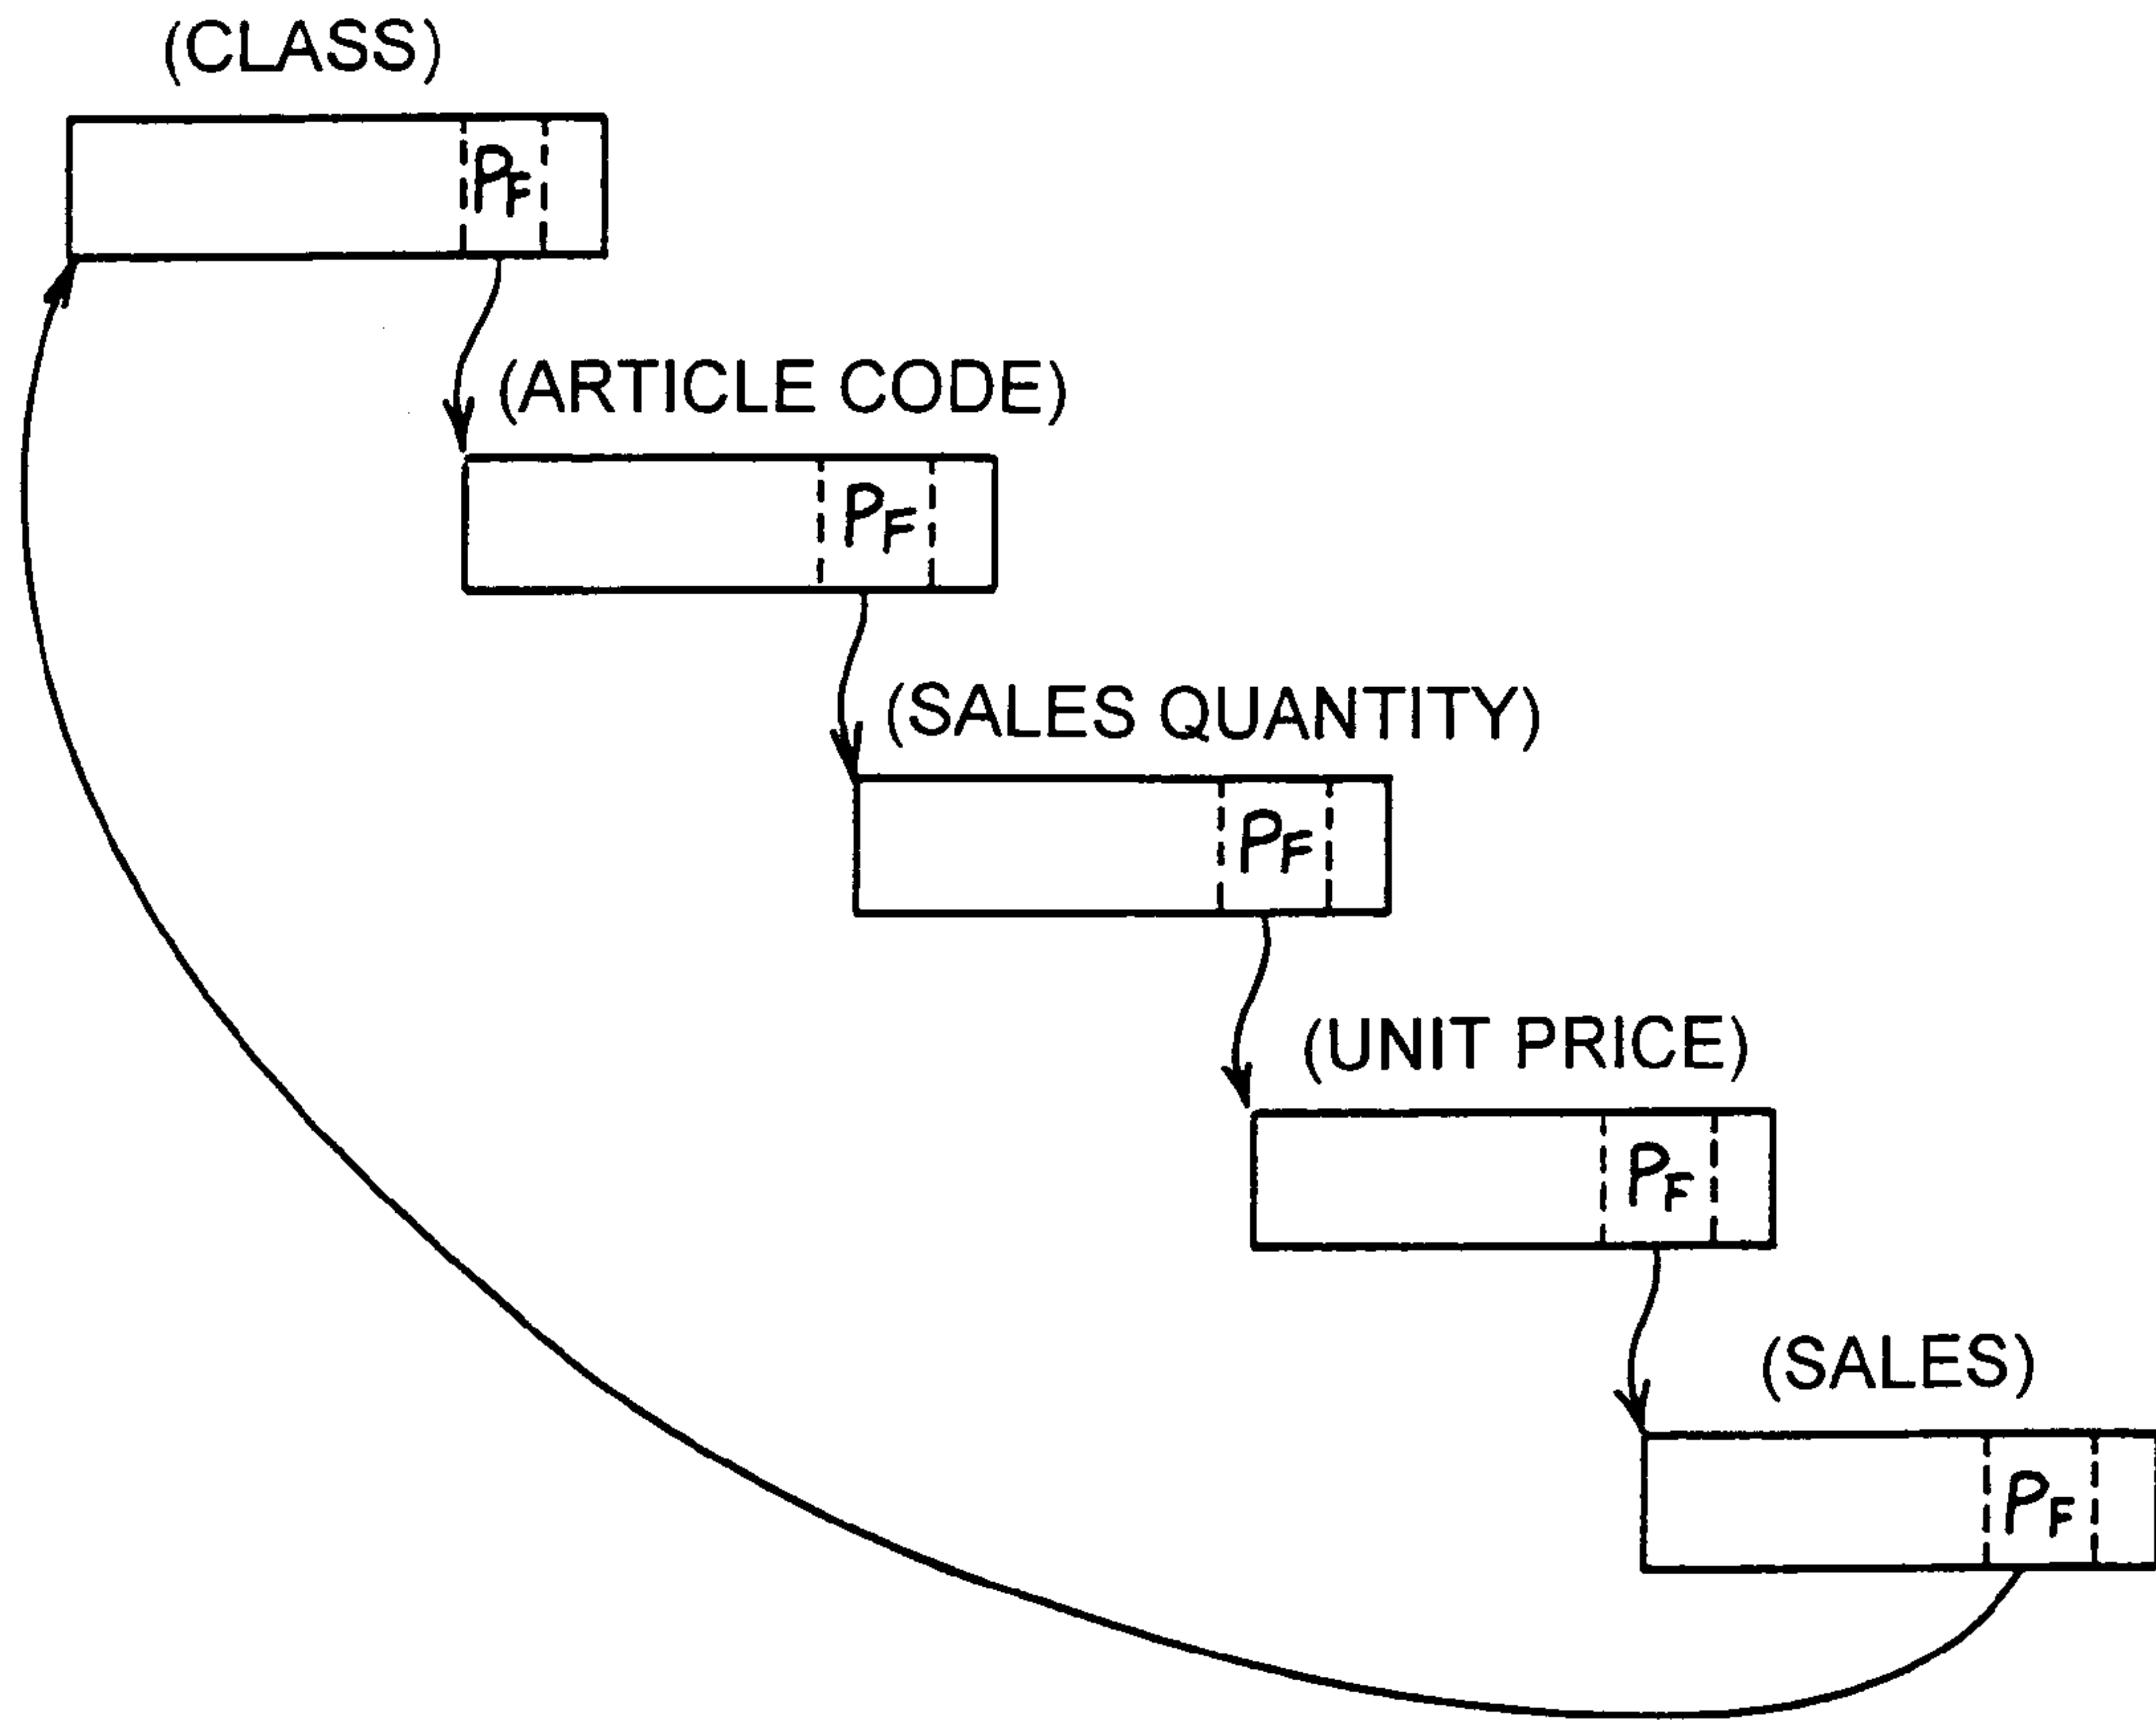 (CLASS)
PF
(ARTICLE CODE)
PF
(SALES QUANTITY)
PF
(UNIT PRICE)
PF
(SALES)
PF